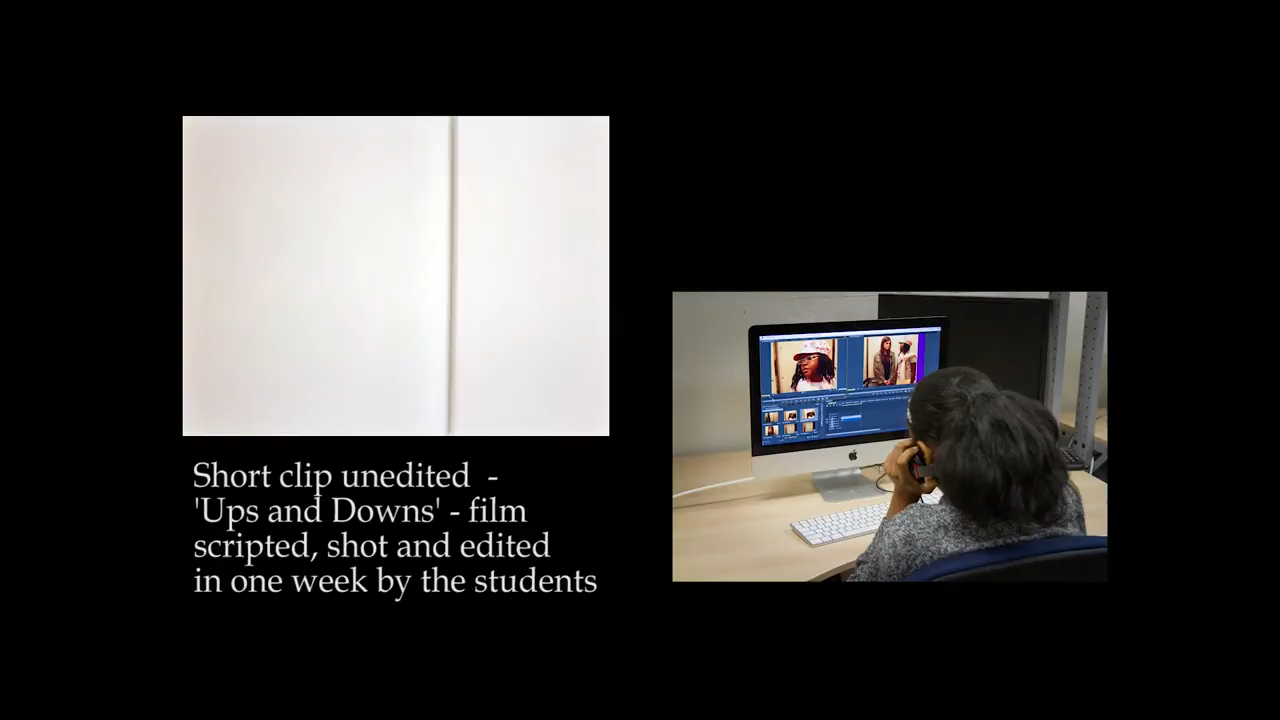 Short clip unedited -
'Ups and Downs' - film
scripted, shot and edited
in one week by the students